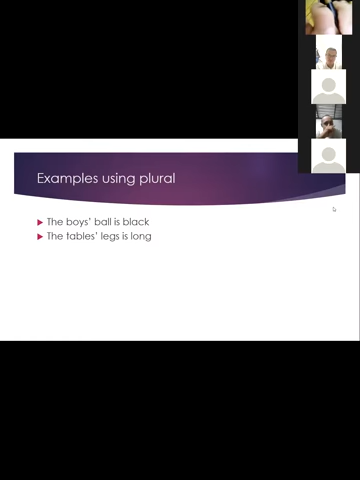 Examples using plural
The boys' ball is black
The tables' legs is long